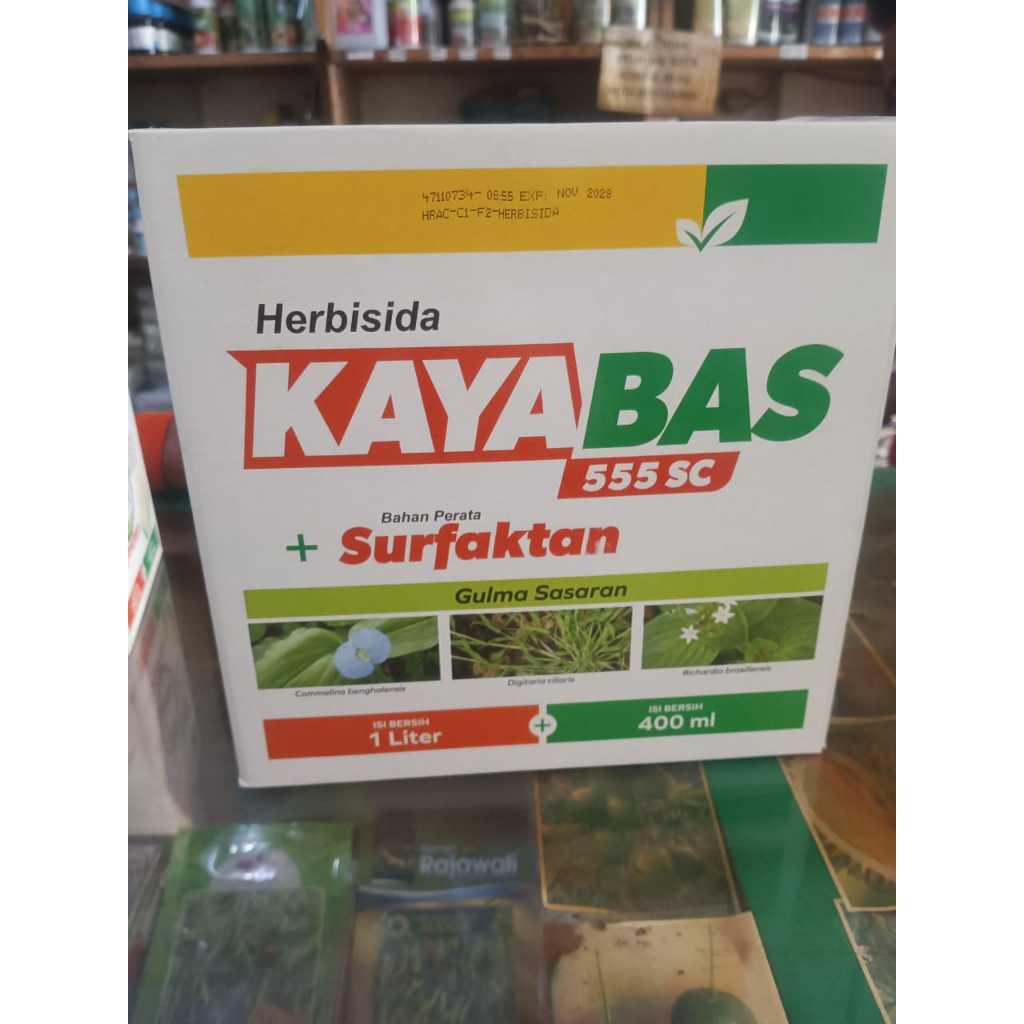 47110734- 08:55 EXP: NOV 2028
HRAC-C1-F2-HERBISIDA
Herbisida
KAYABAS
555 SC
Bahan Perata
+ Surfaktan
Gulma Sasaran
Commelina benghalensis
Digitaria ciliaris
Richardia brasiliensis
ISI BERSIH
1 Liter
+
ISI BERSIH
400 ml
Rajawali